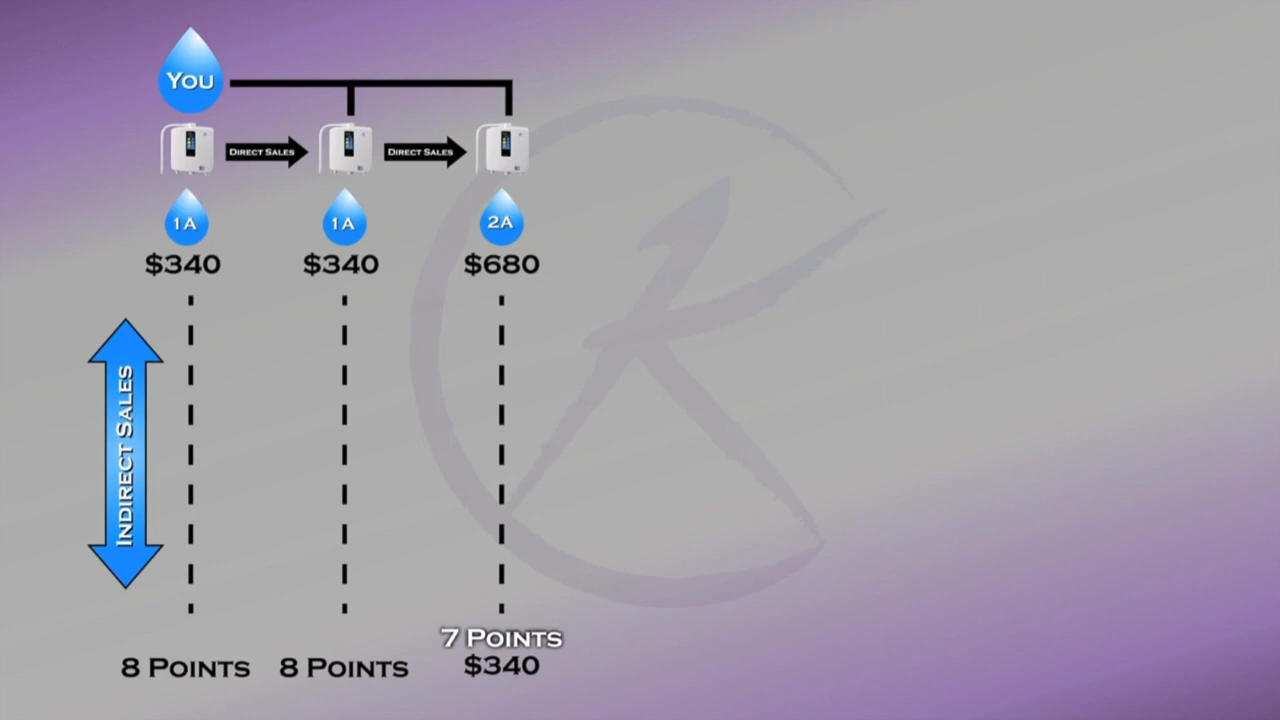 YOU
DIRECT SALES
DIRECT SALES
1A
1A
2A
$340
$340
$680
INDIRECT SALES
7 POINTS
8 POINTS
8 POINTS
$340